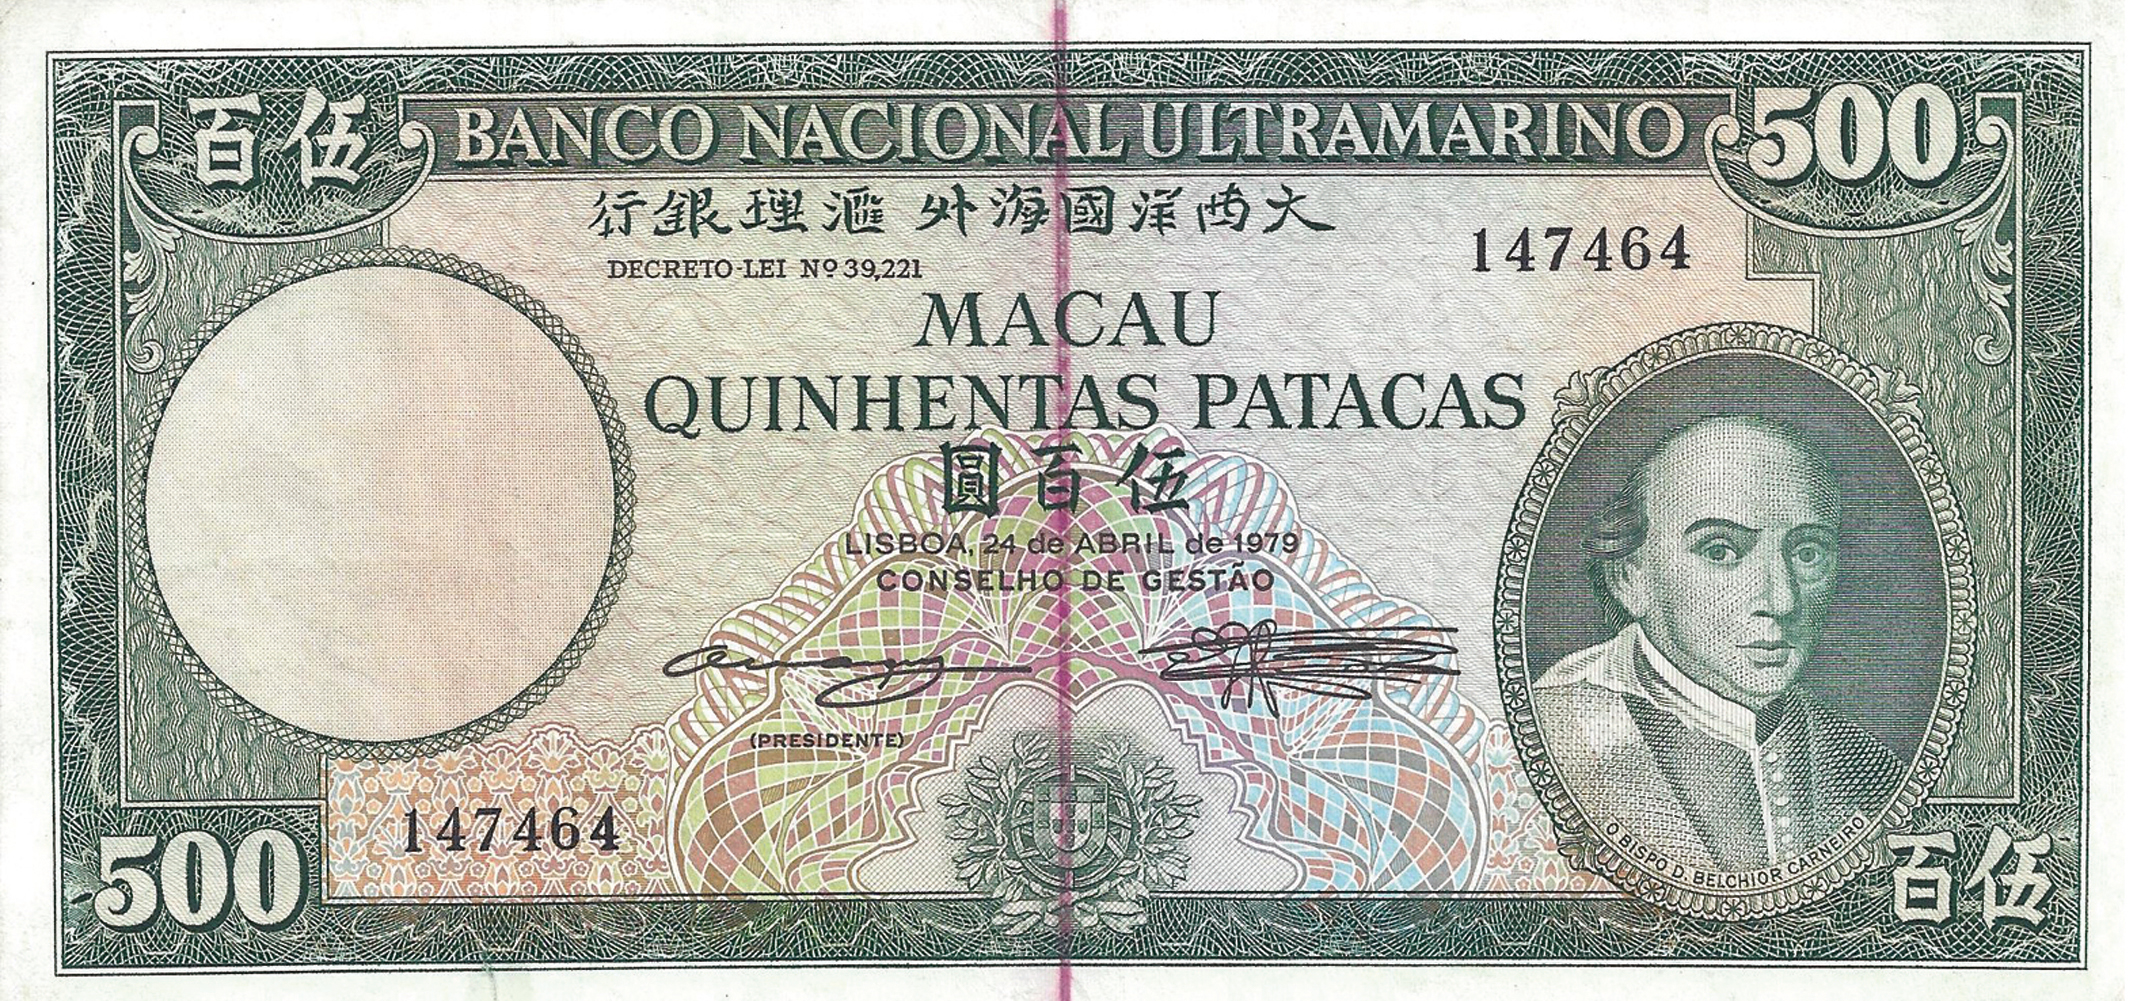 伍百
BANCO NACIONAL ULTRAMARINO
500
大西洋國海外滙理銀行
DECRETO-LEI Nº 39,221
147464
MACAU
QUINHENTAS PATACAS
伍百圓
LISBOA, 24 de ABRIL de 1979
CONSELHO DE GESTÃO
(PRESIDENTE)
147464
O BISPO D. BELCHIOR CARNEIRO
500
伍百